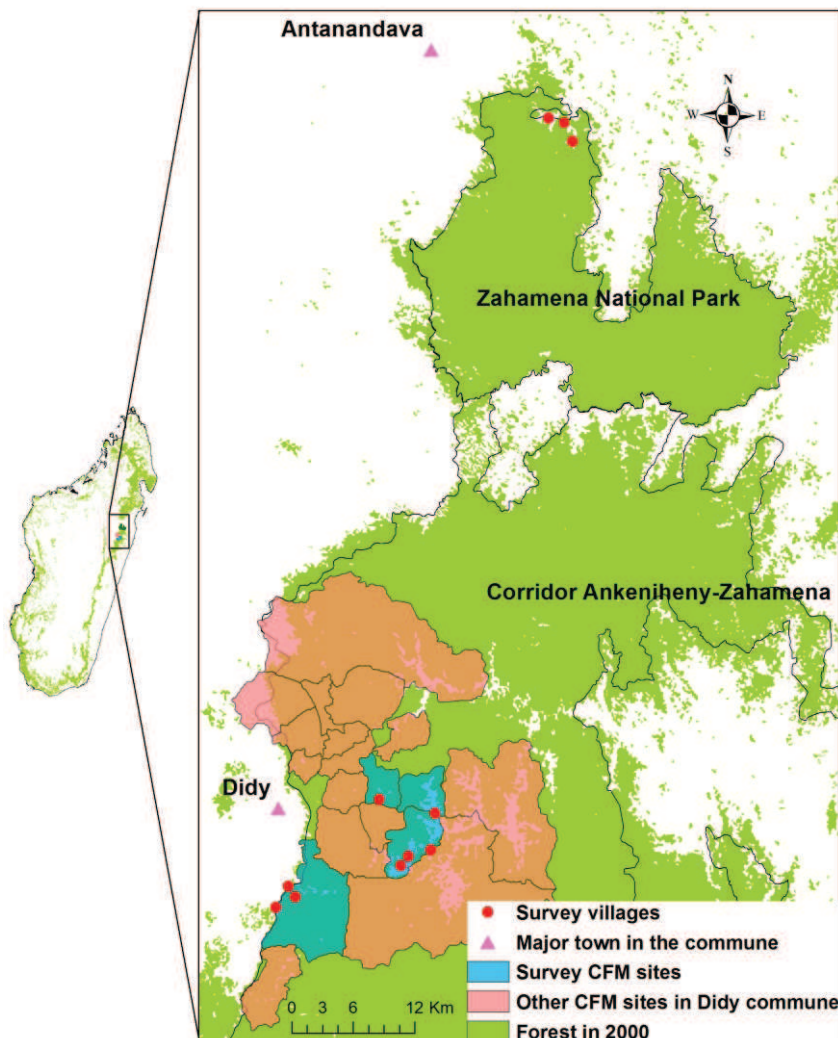 Antanandava
N
W E
S
Zahamena National Park
Corridor Ankeniheny-Zahamena
Didy
Survey villages
Major town in the commune
Survey CFM sites
Other CFM sites in Didy commune
Forest in 2000
0 3 6 12 Km